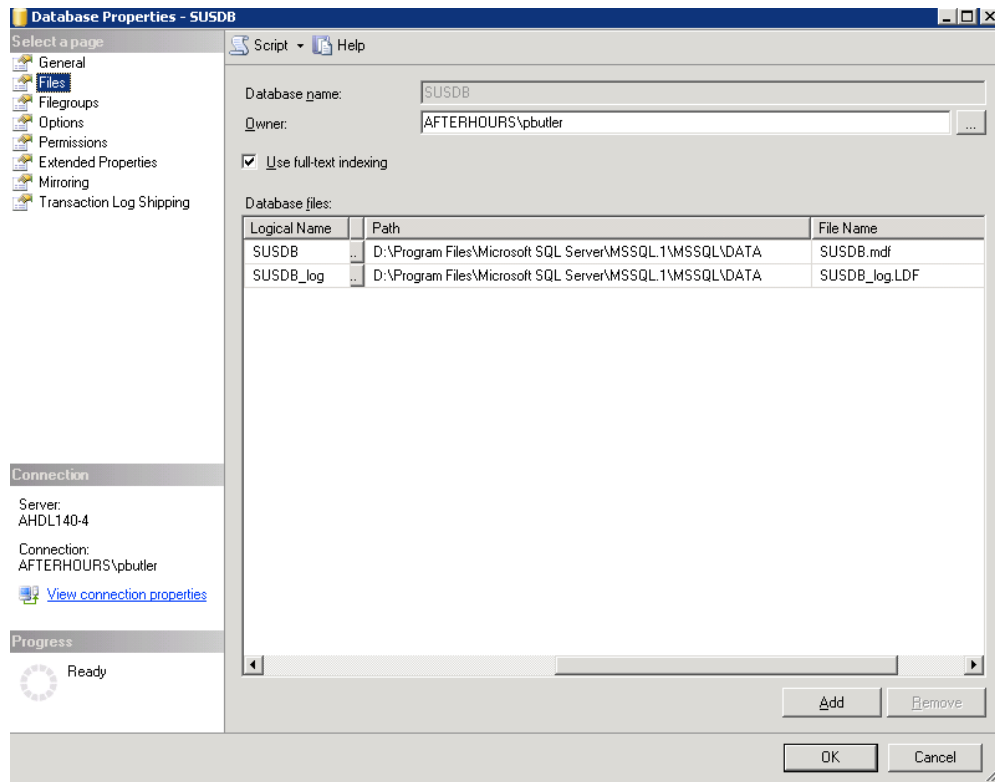 Database Properties - SUSDB
Select a page
General
Files
Filegroups
Options
Permissions
Extended Properties
Mirroring
Transaction Log Shipping
Script Help
Database name: SUSDB
Owner: AFTERHOURS\pbutler ...
Use full-text indexing
Database files:
Logical Name Path File Name
SUSDB .. D:\Program Files\Microsoft SQL Server\MSSQL.1\MSSQL\DATA SUSDB.mdf
SUSDB_log .. D:\Program Files\Microsoft SQL Server\MSSQL.1\MSSQL\DATA SUSDB_log.LDF
Connection
Server:
AHDL140-4
Connection:
AFTERHOURS\pbutler
View connection properties
Progress
Ready
Add Remove
OK Cancel